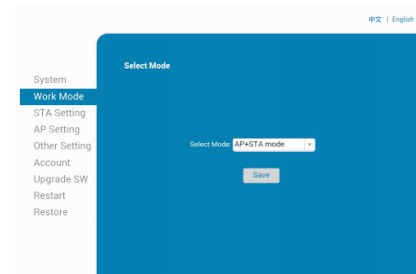 中文 | English
Select Mode
System
Work Mode
STA Setting
AP Setting
Other Setting
Account
Upgrade SW
Restart
Restore
Select Mode AP+STA mode
Save